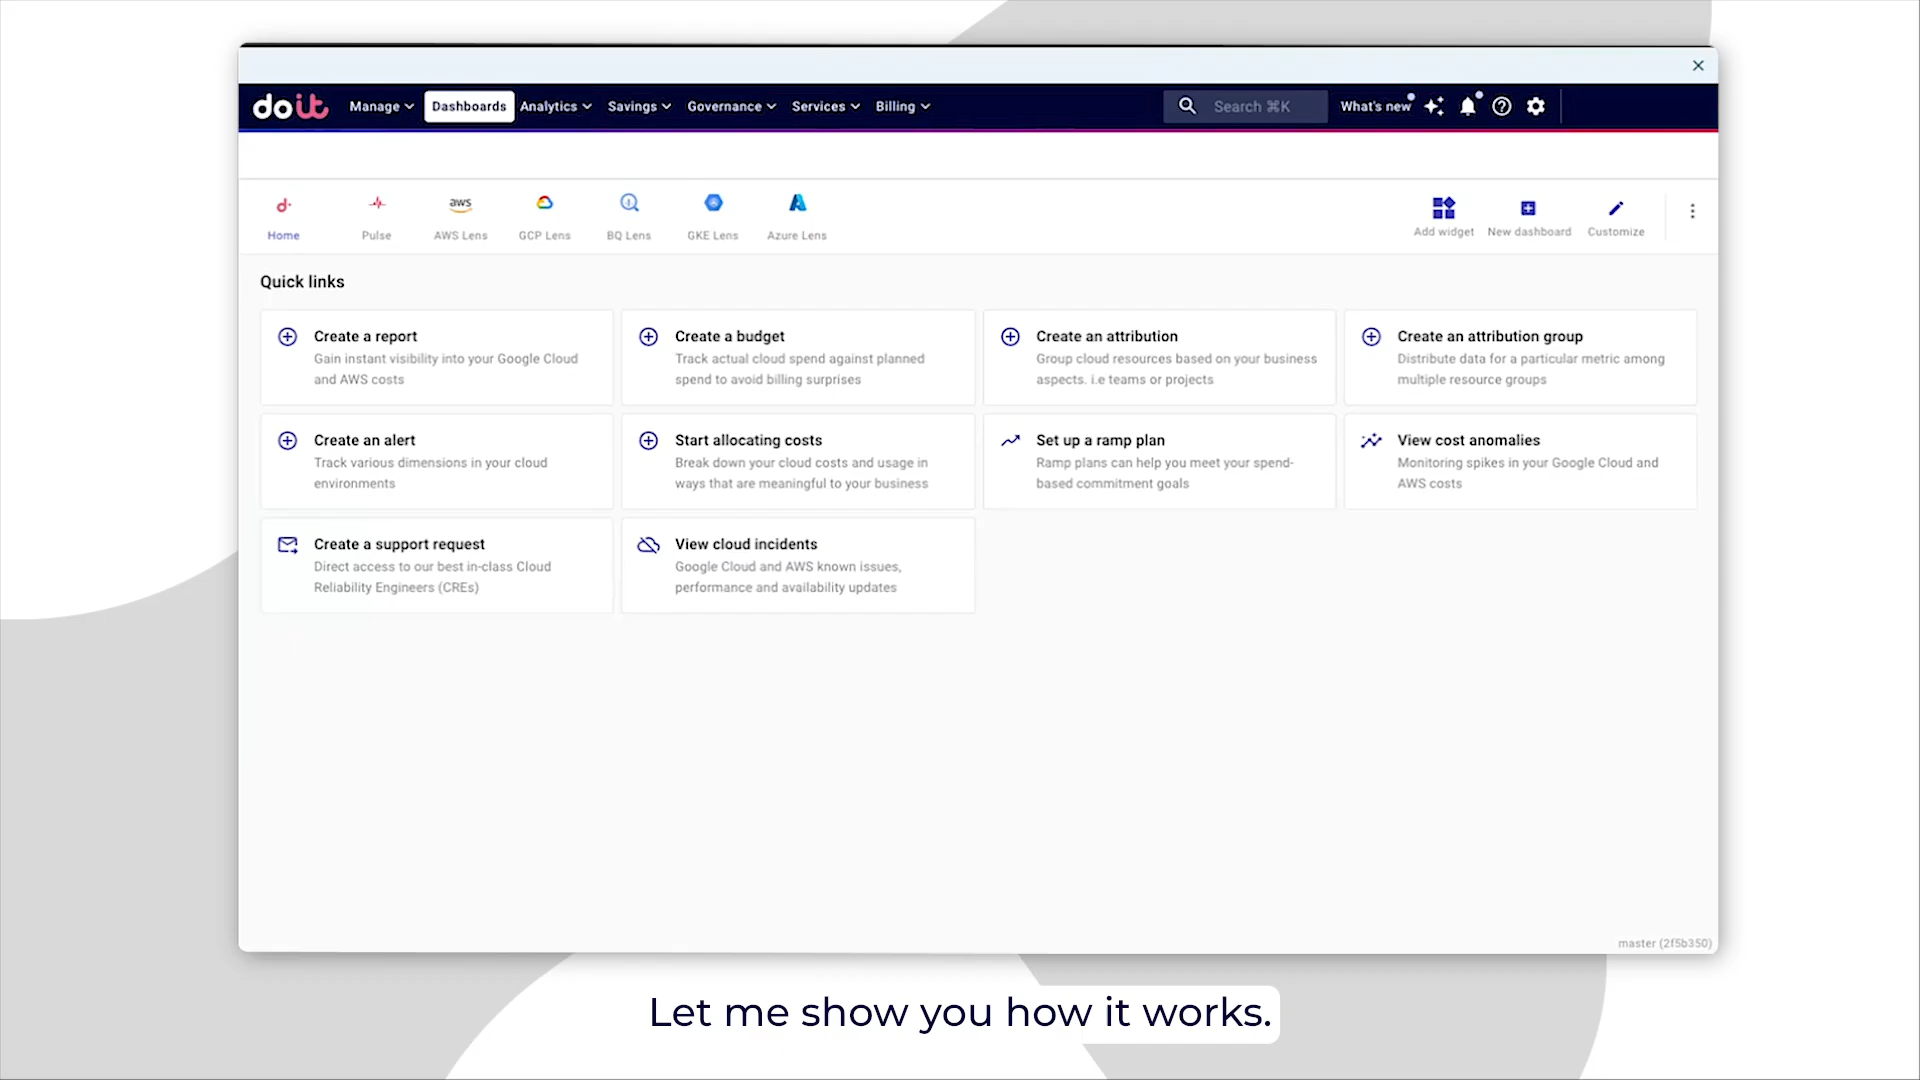 doit
Manage
Dashboards
Analytics
Savings
Governance
Services
Billing
Search ⌘K
What's new
Home
Pulse
aws
AWS Lens
GCP Lens
BQ Lens
GKE Lens
Azure Lens
Add widget
New dashboard
Customize
Quick links
Create a report
Gain instant visibility into your Google Cloud
and AWS costs
Create a budget
Track actual cloud spend against planned
spend to avoid billing surprises
Create an attribution
Group cloud resources based on your business
aspects. i.e teams or projects
Create an attribution group
Distribute data for a particular metric among
multiple resource groups
Create an alert
Track various dimensions in your cloud
environments
Start allocating costs
Break down your cloud costs and usage in
ways that are meaningful to your business
Set up a ramp plan
Ramp plans can help you meet your spend-
based commitment goals
View cost anomalies
Monitoring spikes in your Google Cloud and
AWS costs
Create a support request
Direct access to our best in-class Cloud
Reliability Engineers (CREs)
View cloud incidents
Google Cloud and AWS known issues,
performance and availability updates
master (2f5b350)
Let me show you how it works.